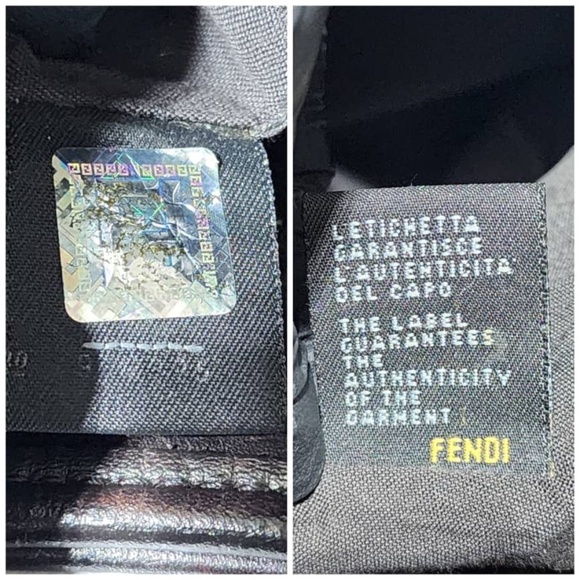 L'ETICHETTA
GARANTISCE
L'AUTENTICITA'
DEL CAPO
THE LABEL
GUARANTEES
THE
AUTHENTICITY
OF THE
GARMENT
FENDI